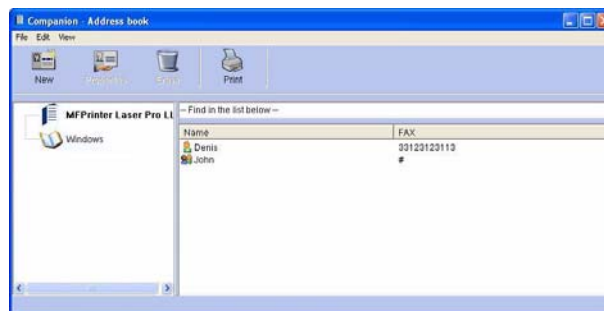 Companion - Address book
File Edit View
New Properties Print
MFPrinter Laser Pro LL
Windows
-- Find in the list below --
Name FAX
Denis 33123123113
John #